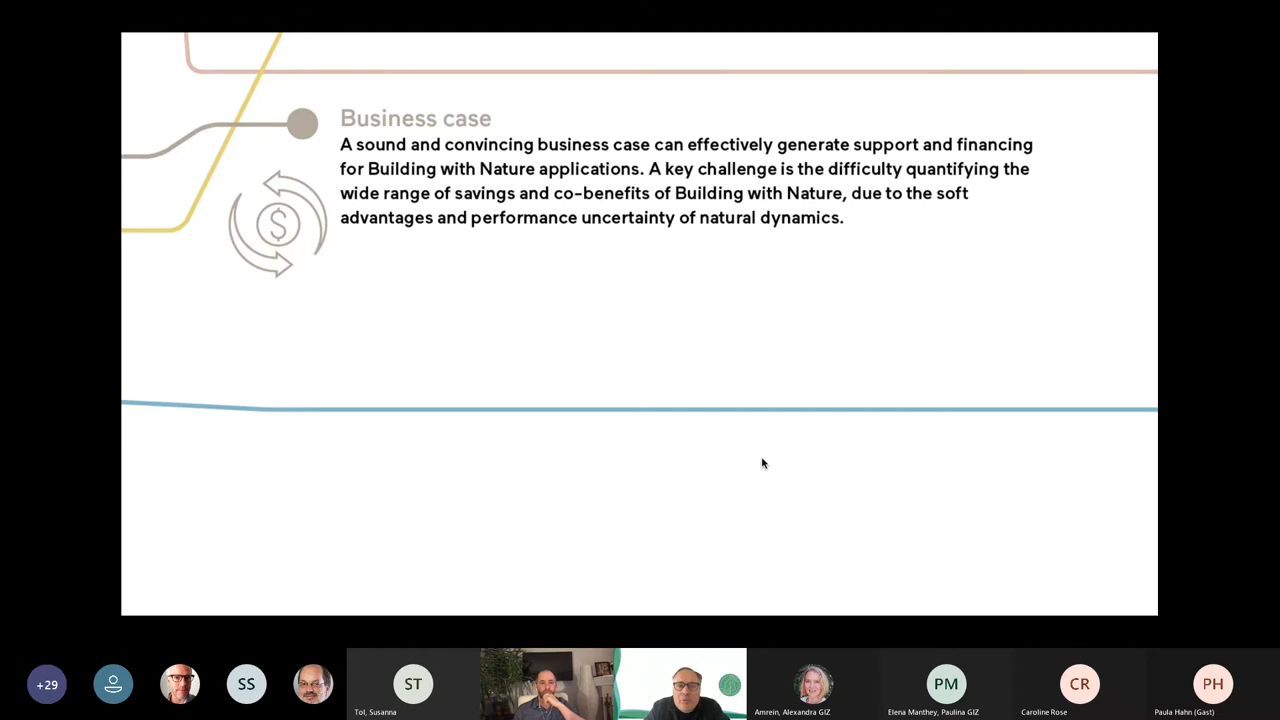 Business case
A sound and convincing business case can effectively generate support and financing
for Building with Nature applications. A key challenge is the difficulty quantifying the
wide range of savings and co-benefits of Building with Nature, due to the soft
advantages and performance uncertainty of natural dynamics.
$
+29
SS
ST
PM
CR
PH
Tol, Susanna
Amrein, Alexandra GIZ
Elena Manthey, Paulina GIZ
Caroline Rose
Paula Hahn (Gast)